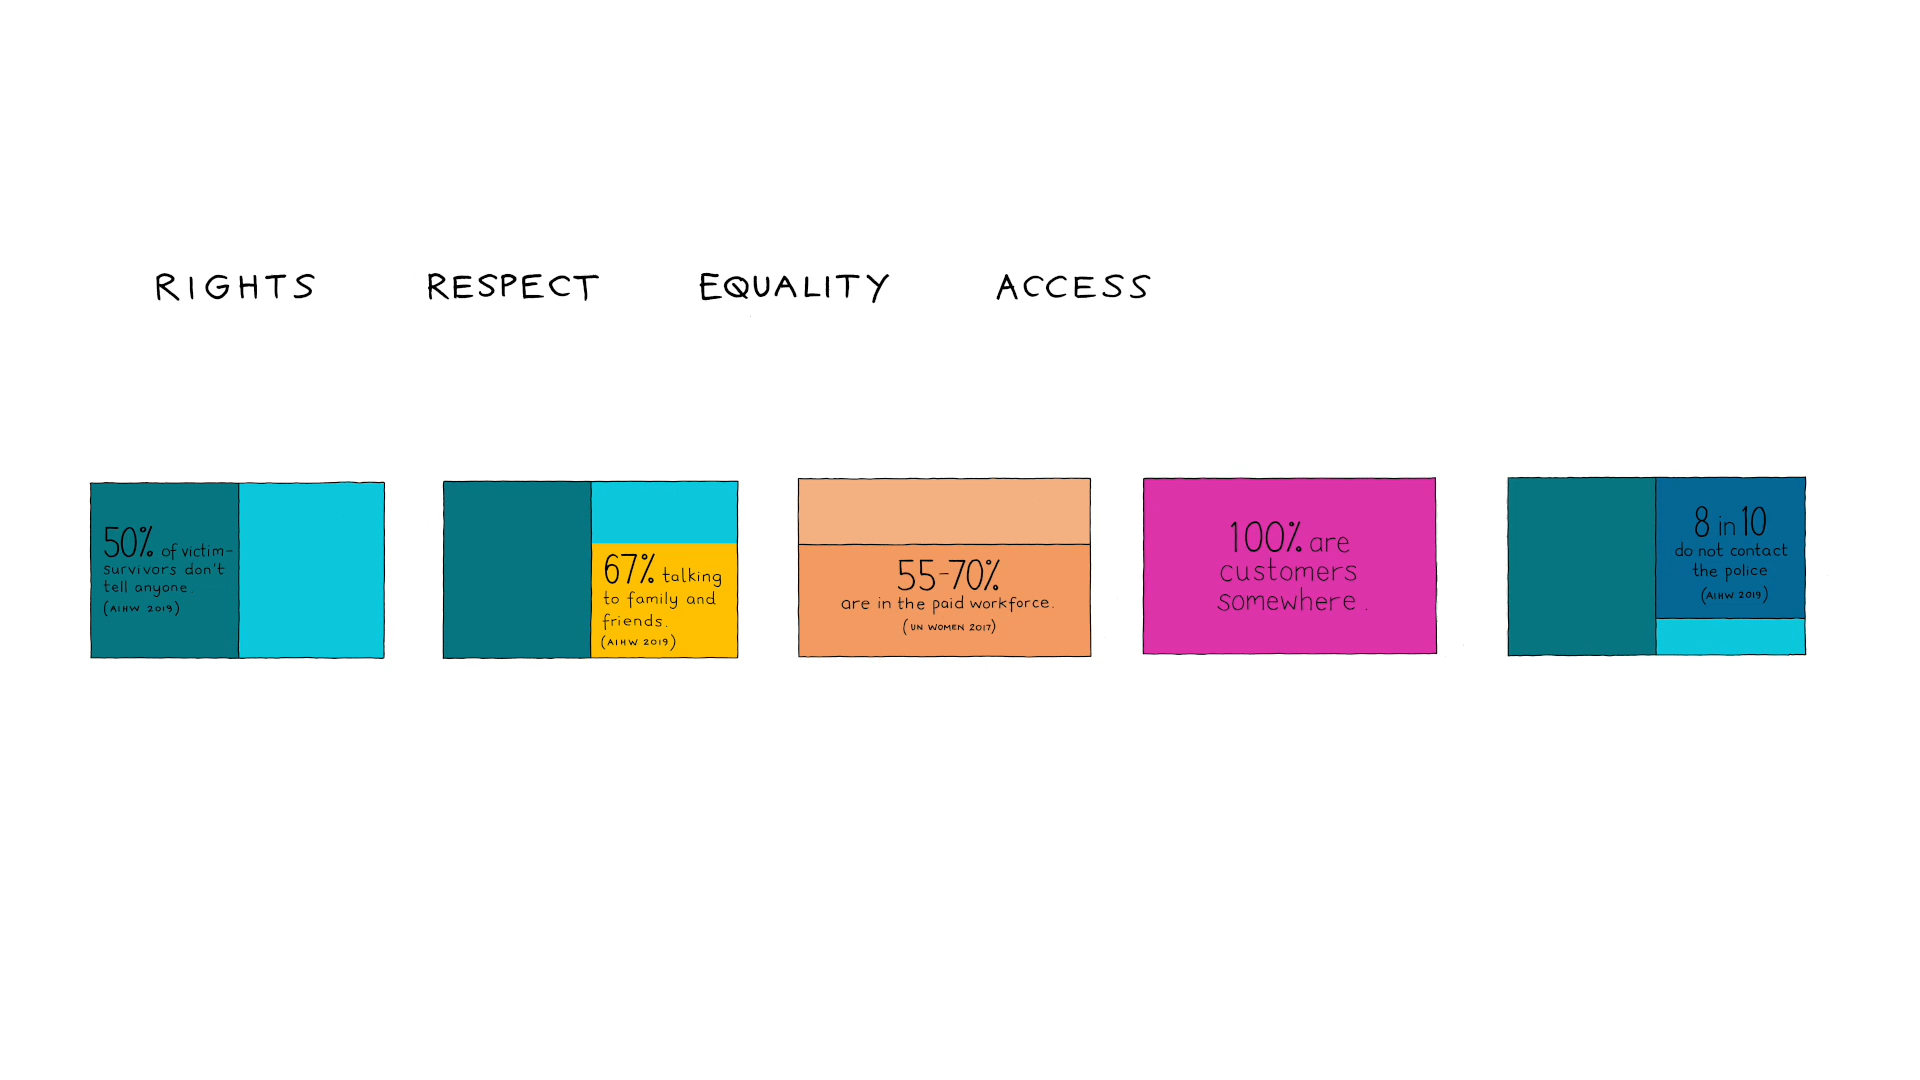 RIGHTS RESPECT EQUALITY ACCESS
50% of victim-
survivors don't
tell anyone.
(AIHW 2019)
67% talking
to family and
friends.
(AIHW 2019)
55-70%
are in the paid workforce.
(UN WOMEN 2017)
100% are
customers
somewhere.
8 in 10
do not contact
the police
(AIHW 2019)